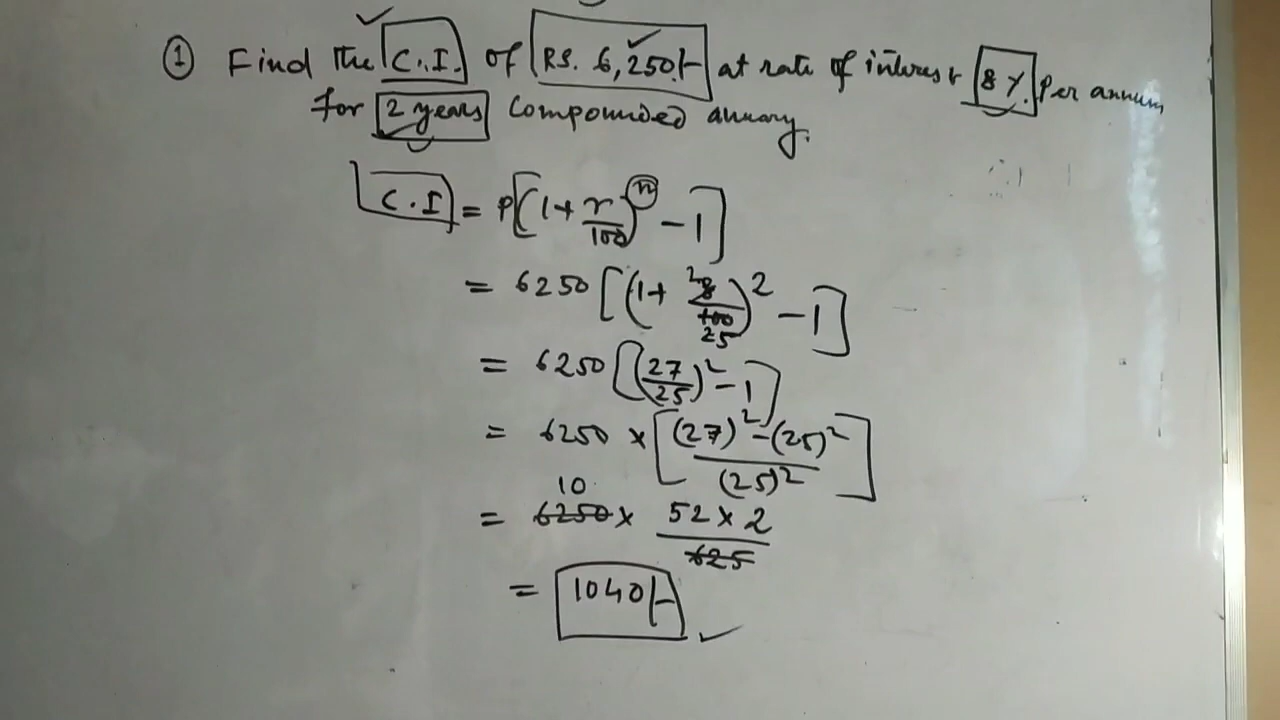 ① Find the C.I. of RS. 6,250/- at rate of interest 8 %. Per annum,
for 2 years Compounded
C.I = P[(1+r/100)^n - 1]
= 6250 [(1+ 2 8/100 25)^2 - 1]
= 6250 [(27/25)^2 - 1]
= 6250 × [(27)^2 - (25)^2/(25)^2]
10
= 6250 × 52 × 2/625
= 1040/-